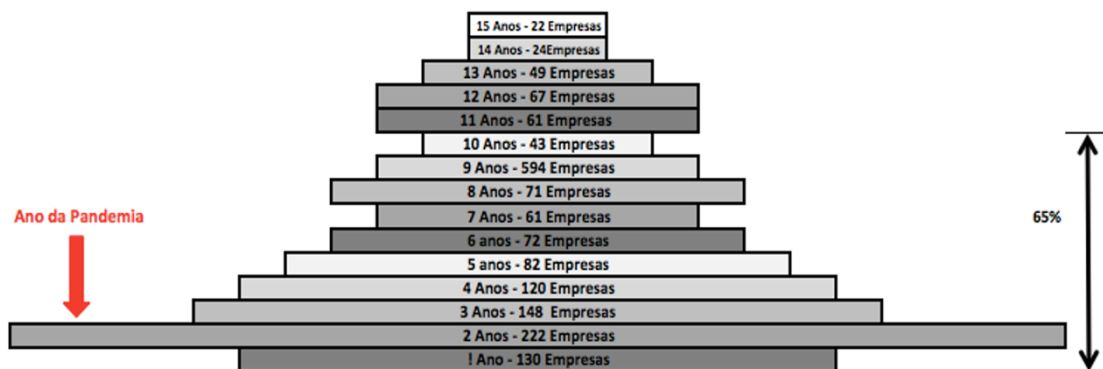 15 Anos - 22 Empresas
14 Anos - 24Empresas
13 Anos - 49 Empresas
12 Anos - 67 Empresas
11 Anos - 61 Empresas
10 Anos - 43 Empresas
9 Anos - 594 Empresas
8 Anos - 71 Empresas
Ano da Pandemia
7 Anos - 61 Empresas
65%
6 anos - 72 Empresas
5 anos - 82 Empresas
4 Anos - 120 Empresas
3 Anos - 148 Empresas
2 Anos - 222 Empresas
! Ano - 130 Empresas